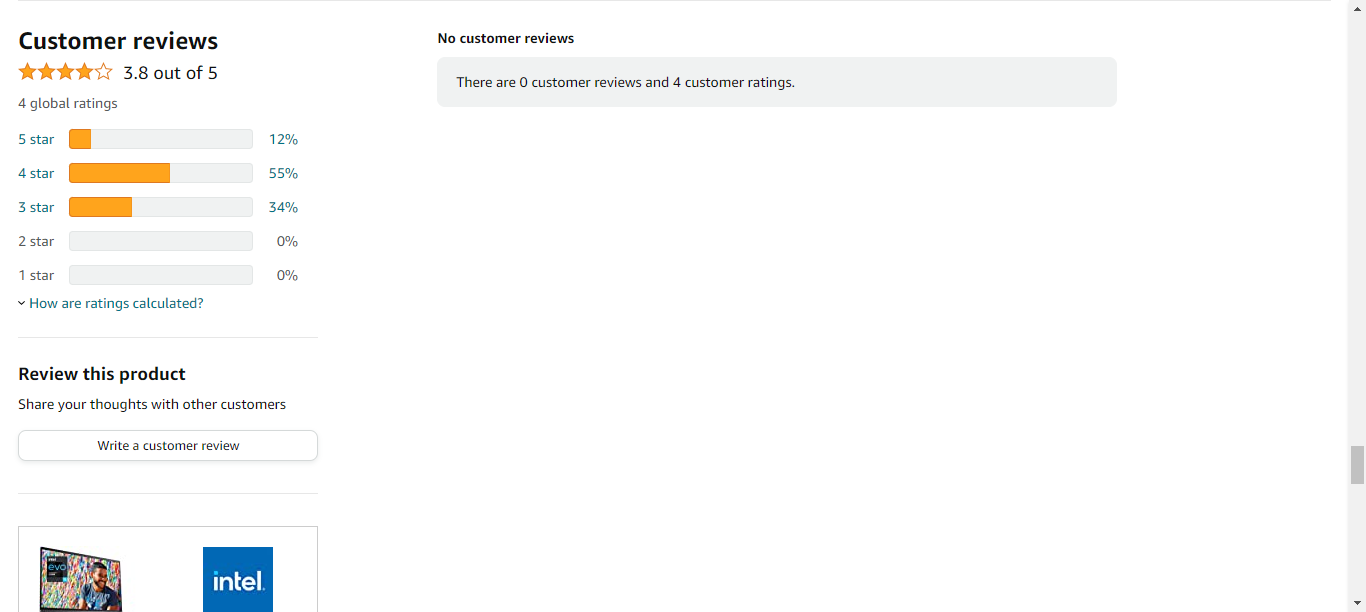 Customer reviews
3.8 out of 5
4 global ratings
5 star 12%
4 star 55%
3 star 34%
2 star 0%
1 star 0%
How are ratings calculated?
Review this product
Share your thoughts with other customers
Write a customer review
evo
intel.
No customer reviews
There are 0 customer reviews and 4 customer ratings.